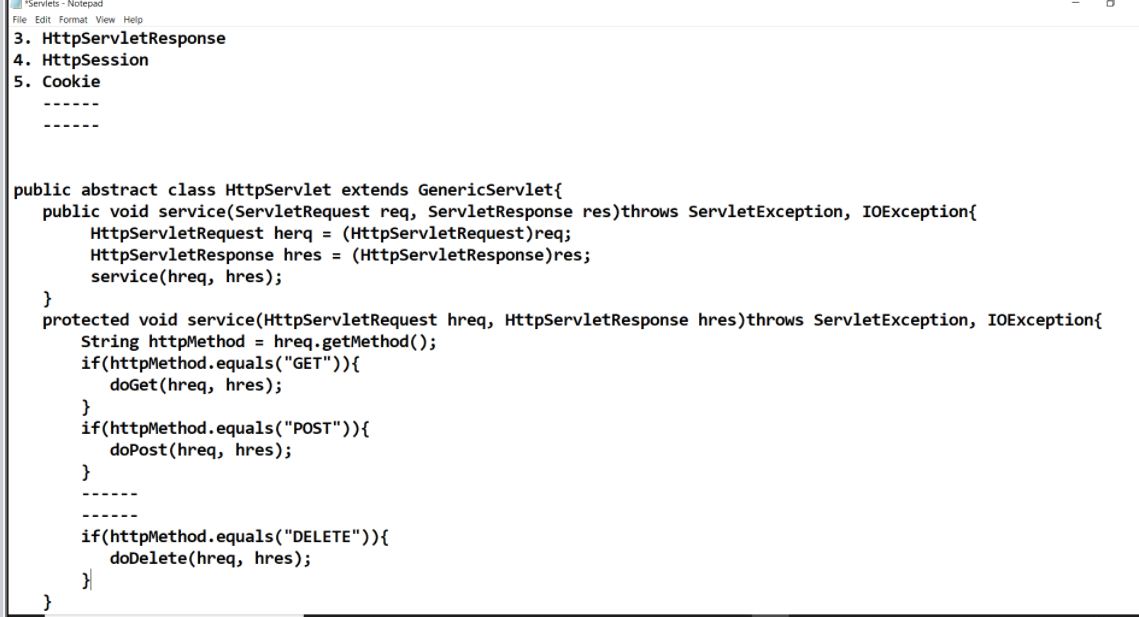 *Servlets - Notepad
File Edit Format View Help
3. HttpServletResponse
4. HttpSession
5. Cookie
------
------
public abstract class HttpServlet extends GenericServlet{
public void service(ServletRequest req, ServletResponse res)throws ServletException, IOException{
HttpServletRequest herq = (HttpServletRequest)req;
HttpServletResponse hres = (HttpServletResponse)res;
service(hreq, hres);
}
protected void service(HttpServletRequest hreq, HttpServletResponse hres)throws ServletException, IOException{
String httpMethod = hreq.getMethod();
if(httpMethod.equals("GET")){
doGet(hreq, hres);
}
if(httpMethod.equals("POST")){
doPost(hreq, hres);
}
------
------
if(httpMethod.equals("DELETE")){
doDelete(hreq, hres);
}
}